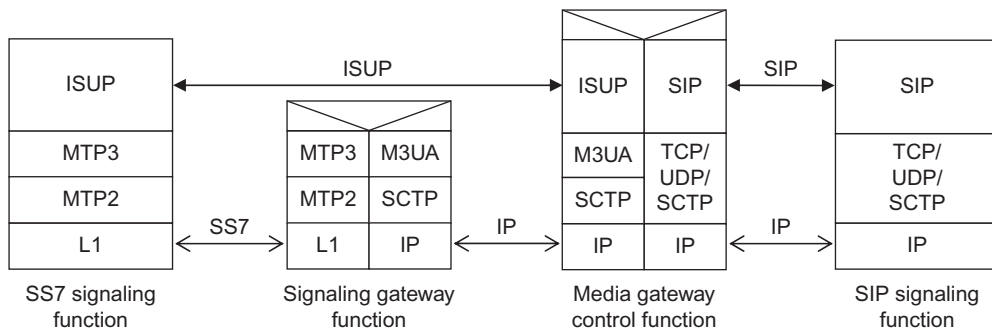 ISUP
MTP3
MTP2
L1
SS7 signaling
function
ISUP
SS7
MTP3
M3UA
MTP2
SCTP
L1
IP
Signaling gateway
function
IP
ISUP
SIP
M3UA
SCTP
TCP/
UDP/
SCTP
IP
IP
Media gateway
control function
SIP
IP
SIP
TCP/
UDP/
SCTP
IP
SIP signaling
function